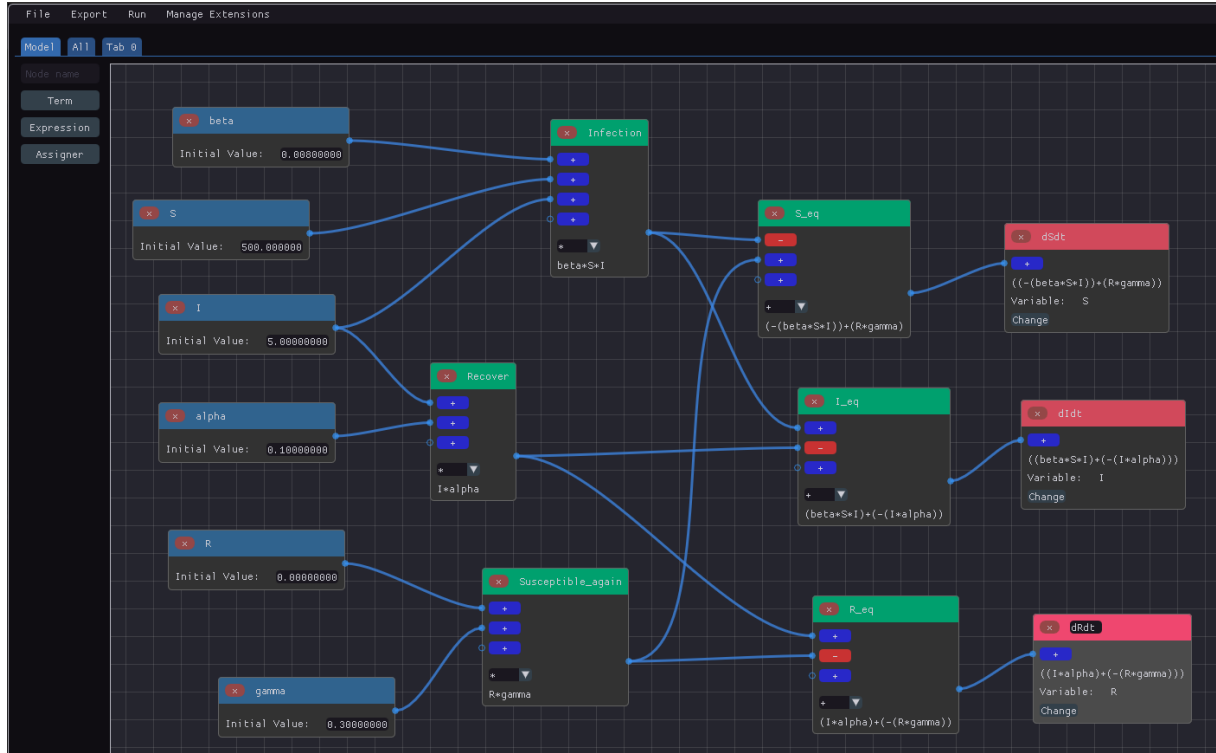 File Export Run Manage Extensions
Model All Tab 0
Node name
Term
Expression
Assigner
× beta
Initial Value: 0.00800000
× S
Initial Value: 500.000000
× I
Initial Value: 5.00000000
× alpha
Initial Value: 0.10000000
× R
Initial Value: 0.00000000
× gamma
Initial Value: 0.30000000
× Infection
+
+
+
+
* ▼
beta*S*I
× Recover
+
+
+
* ▼
I*alpha
× Susceptible_again
+
+
+
* ▼
R*gamma
× S_eq
-
+
+
+ ▼
(-(beta*S*I))+(R*gamma)
× I_eq
+
-
+
+ ▼
(beta*S*I)+(-(I*alpha))
× R_eq
+
-
+
+ ▼
(I*alpha)+(-(R*gamma))
× dSdt
+
((-(beta*S*I))+(R*gamma))
Variable: S
Change
× dIdt
+
((beta*S*I)+(-(I*alpha)))
Variable: I
Change
× dRdt
+
((I*alpha)+(-(R*gamma)))
Variable: R
Change